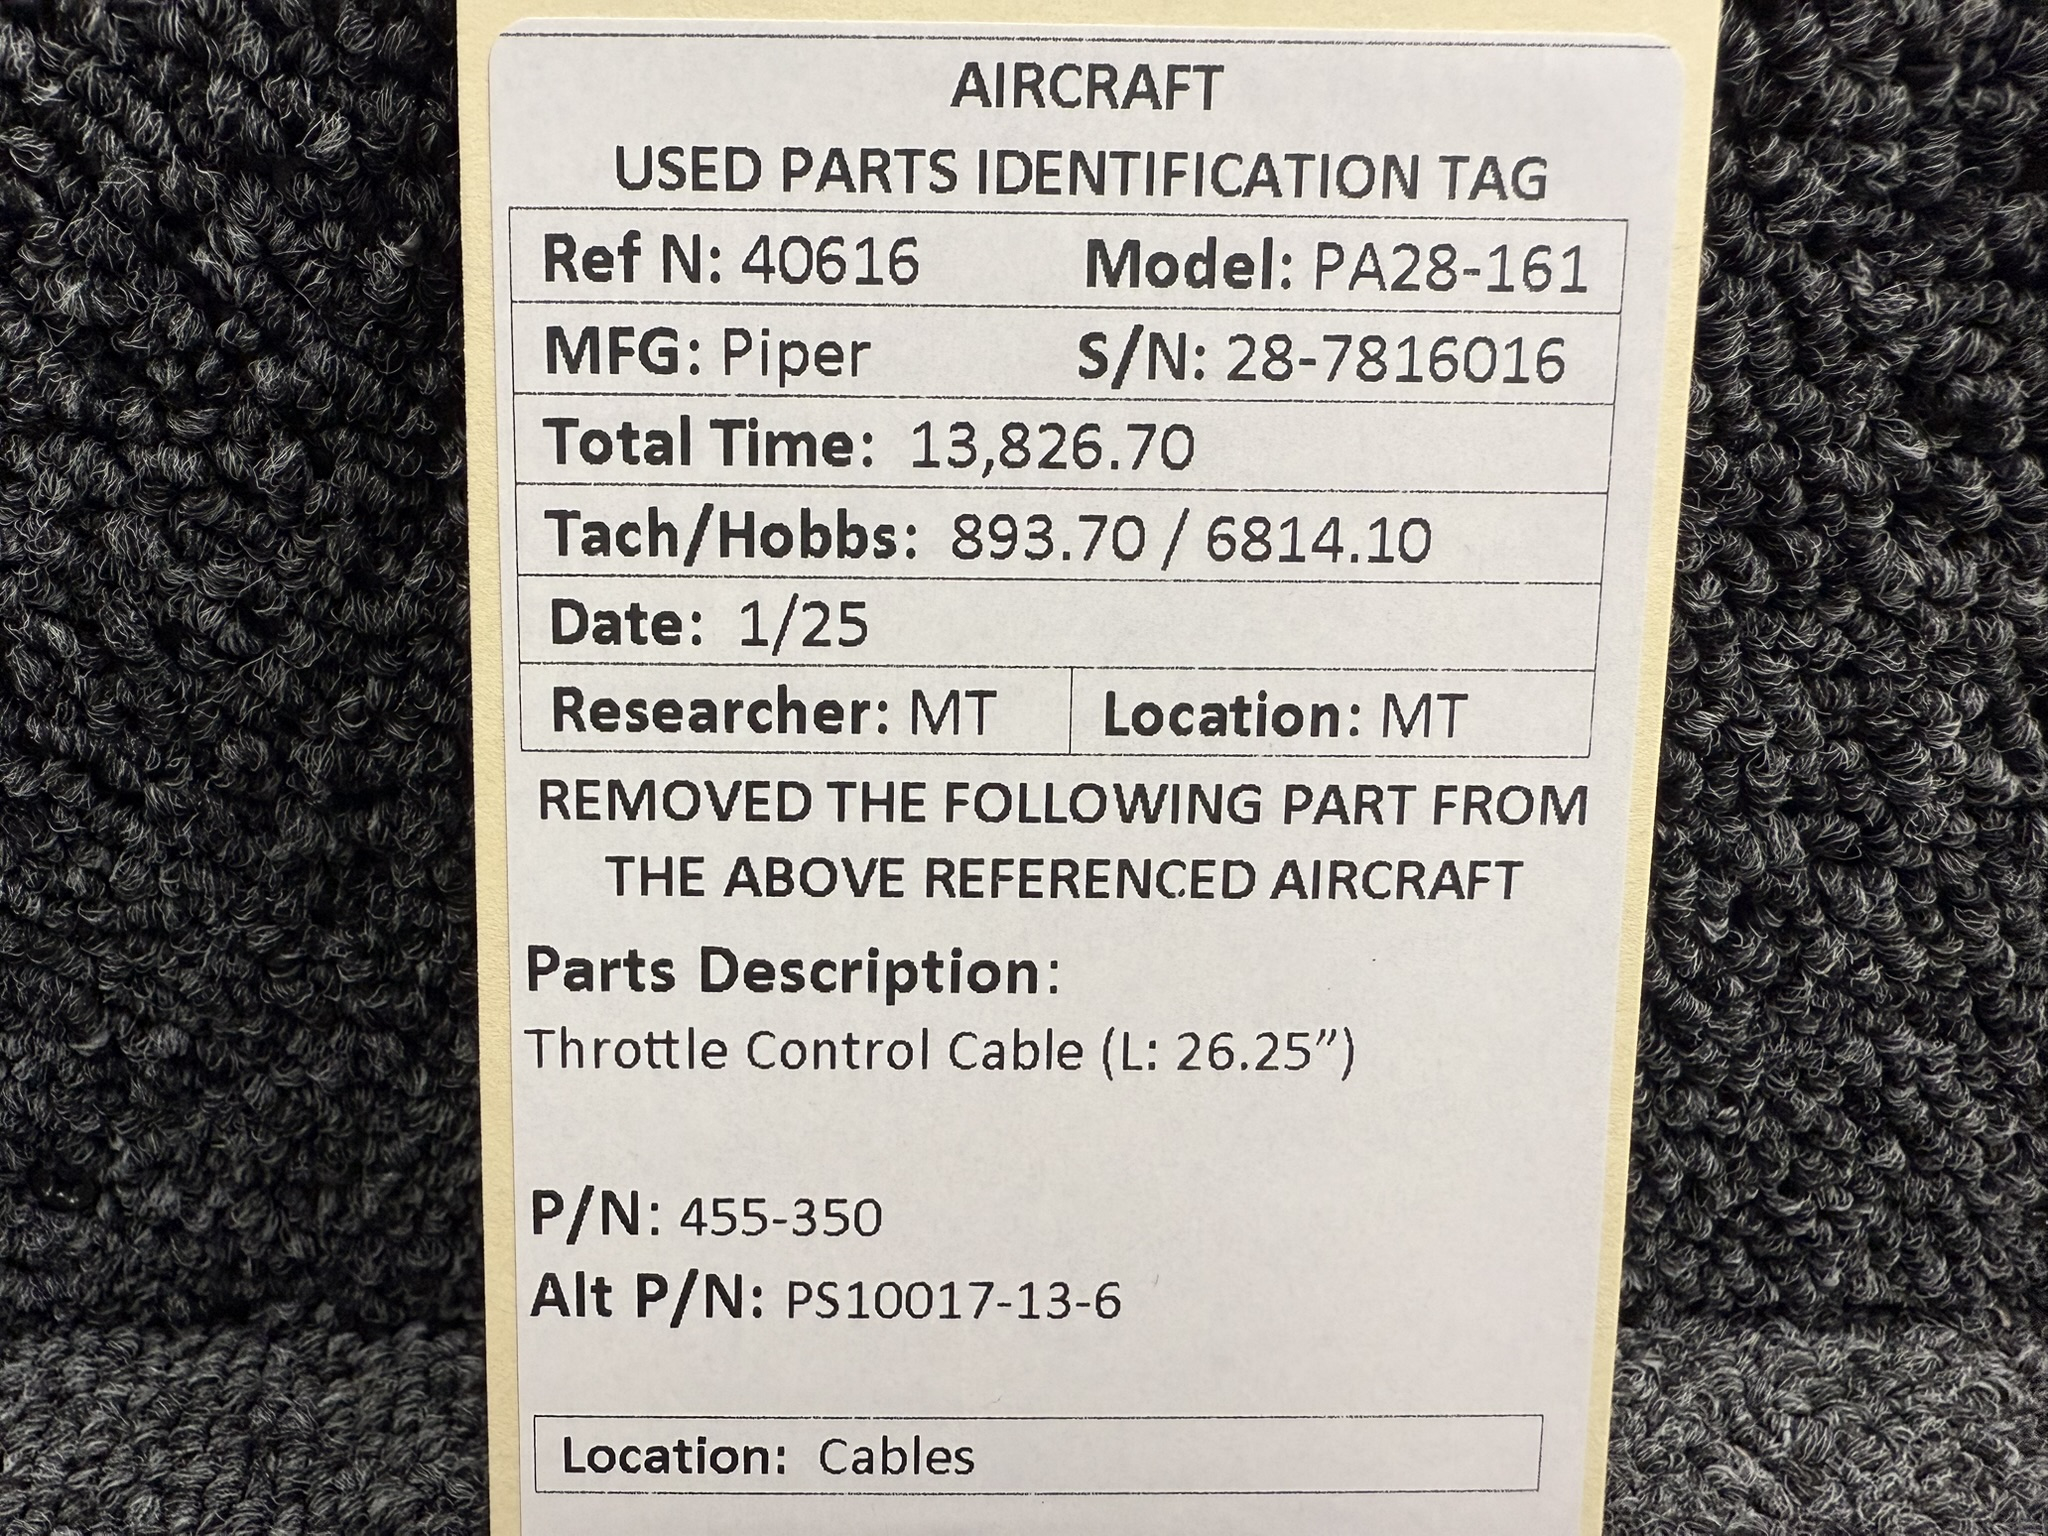 AIRCRAFT
USED PARTS IDENTIFICATION TAG
Ref N: 40616 Model: PA28-161
MFG: Piper S/N: 28-7816016
Total Time: 13,826.70
Tach/Hobbs: 893.70 / 6814.10
Date: 1/25
Researcher: MT Location: MT
REMOVED THE FOLLOWING PART FROM
THE ABOVE REFERENCED AIRCRAFT
Parts Description:
Throttle Control Cable (L: 26.25”)
P/N: 455-350
Alt P/N: PS10017-13-6
Location: Cables